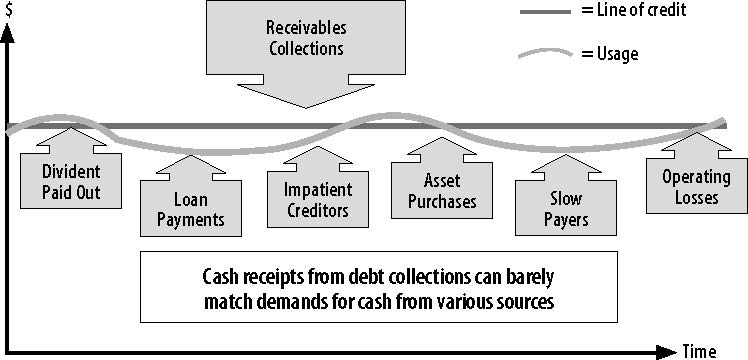 $
Receivables
Collections
= Line of credit
= Usage
Divident
Paid Out
Loan
Payments
Impatient
Creditors
Asset
Purchases
Slow
Payers
Operating
Losses
Cash receipts from debt collections can barely
match demands for cash from various sources
Time